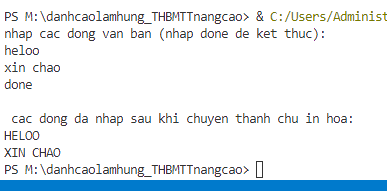 PS M:\danhcaolamhung_THBMTTnangcao> & C:/Users/Administ
nhap cac dong van ban (nhap done de ket thuc):
heloo
xin chao
done
cac dong da nhap sau khi chuyen thanh chu in hoa:
HELOO
XIN CHAO
PS M:\danhcaolamhung_THBMTTnangcao>